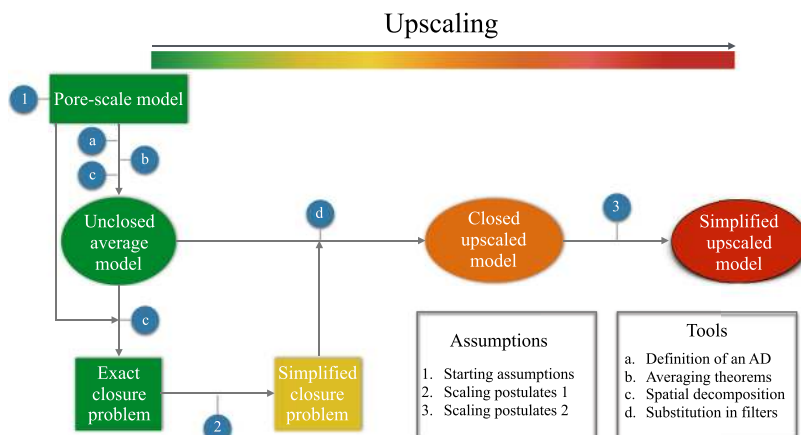 Upscaling
1
Pore-scale model
a
b
c
Unclosed
average
model
d
Closed
upscaled
model
3
Simplified
upscaled
model
c
Exact
closure
problem
2
Simplified
closure
problem
Assumptions
1. Starting assumptions
2. Scaling postulates 1
3. Scaling postulates 2
Tools
a. Definition of an AD
b. Averaging theorems
c. Spatial decomposition
d. Substitution in filters